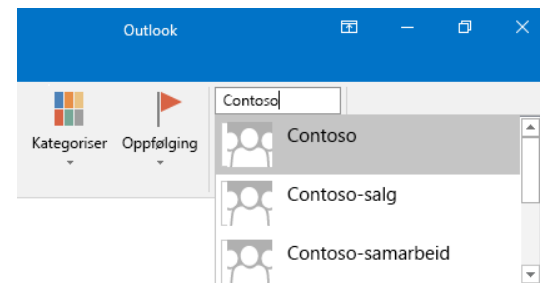 Outlook
Contoso
Kategoriser
Oppfølging
Contoso
Contoso-salg
Contoso-samarbeid